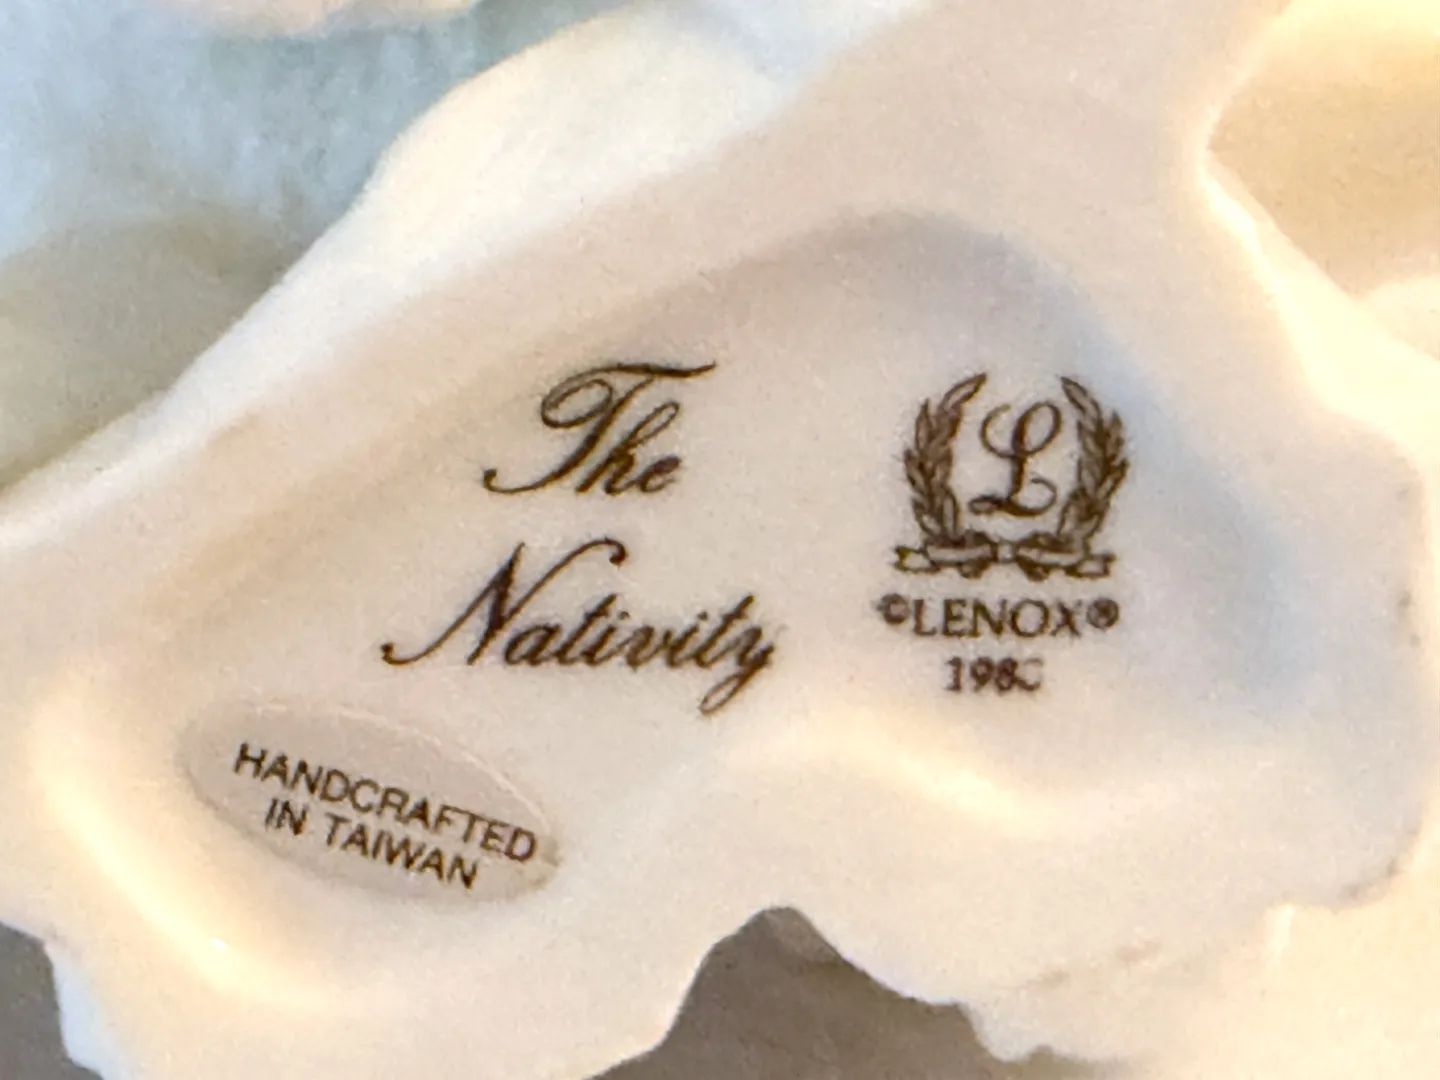 The
Nativity
L
©LENOX®
HANDCRAFTED
IN TAIWAN